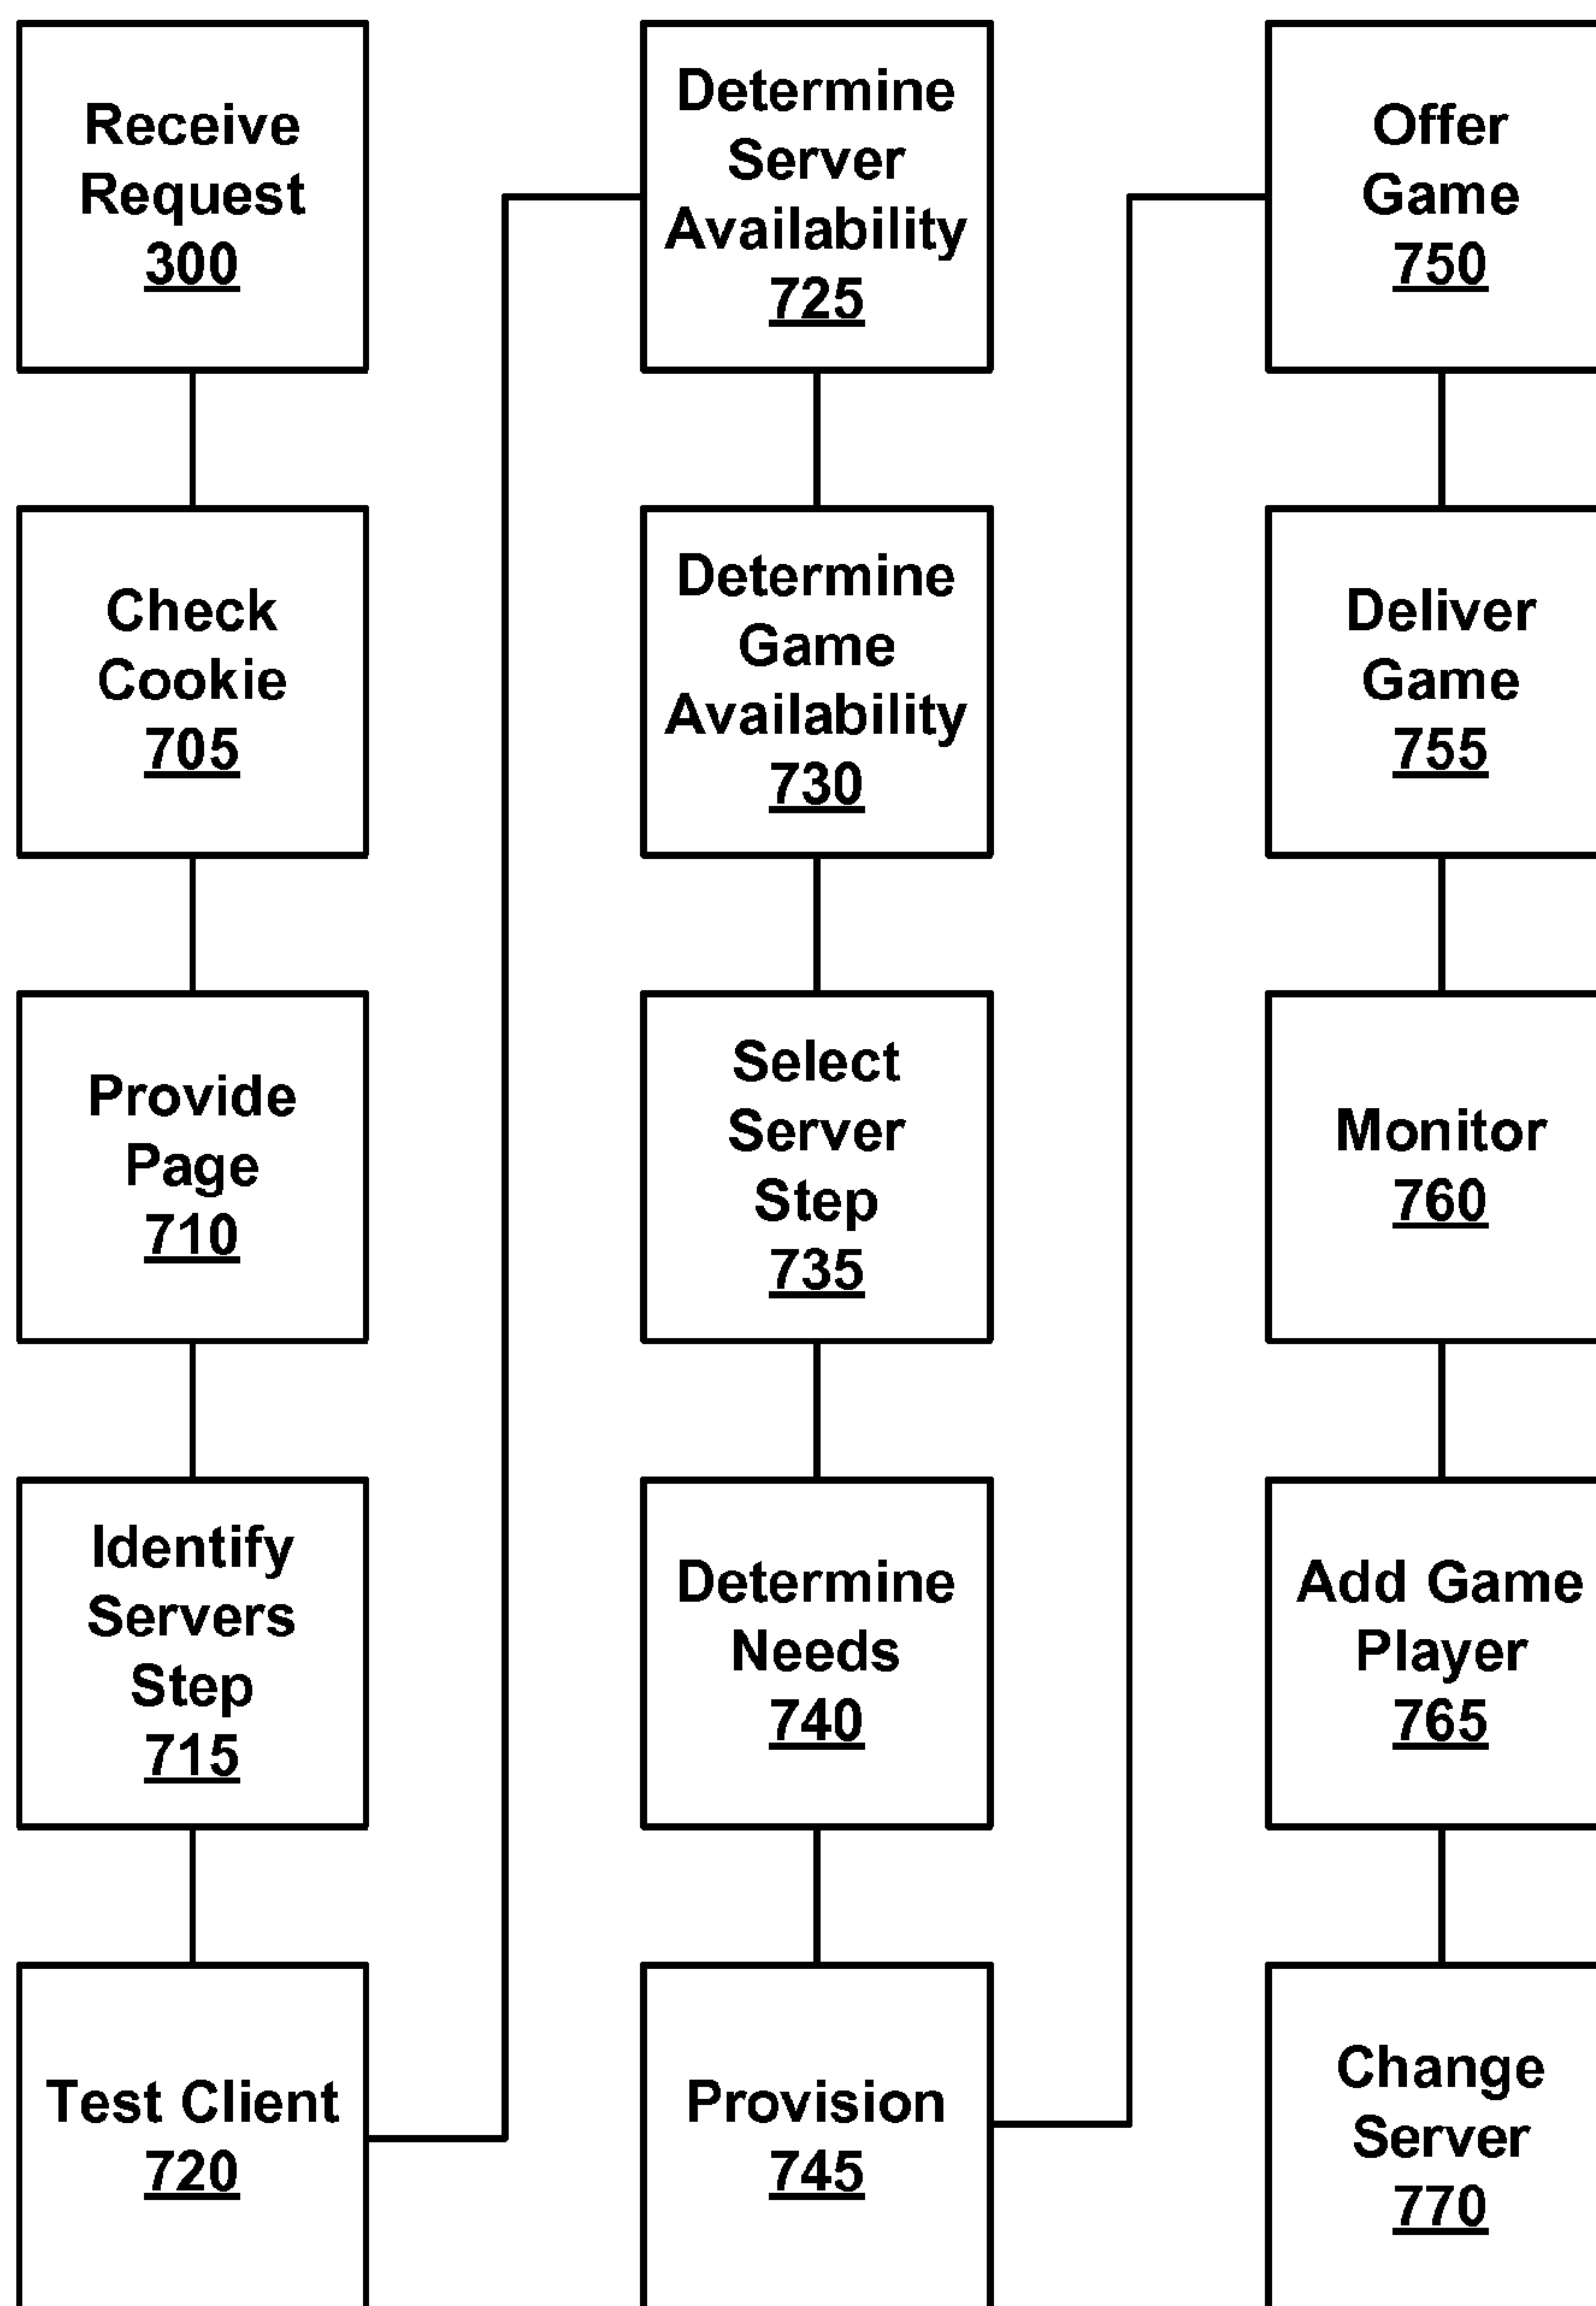 Receive
Request
300
Check
Cookie
705
Provide
Page
710
Identify
Servers
Step
715
Test Client
720
Determine
Server
Availability
725
Determine
Game
Availability
730
Select
Server
Step
735
Determine
Needs
740
Provision
745
Offer
Game
750
Deliver
Game
755
Monitor
760
Add Game
Player
765
Change
Server
770